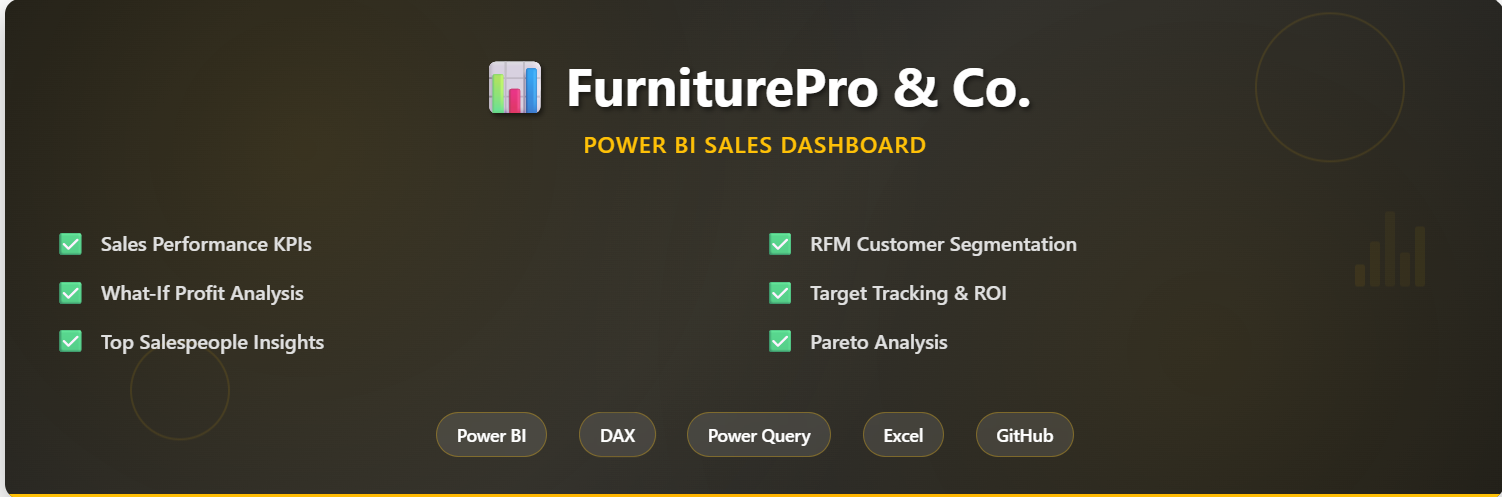 FurniturePro & Co.
POWER BI SALES DASHBOARD
Sales Performance KPIs
RFM Customer Segmentation
What-If Profit Analysis
Target Tracking & ROI
Top Salespeople Insights
Pareto Analysis
Power BI
DAX
Power Query
Excel
GitHub